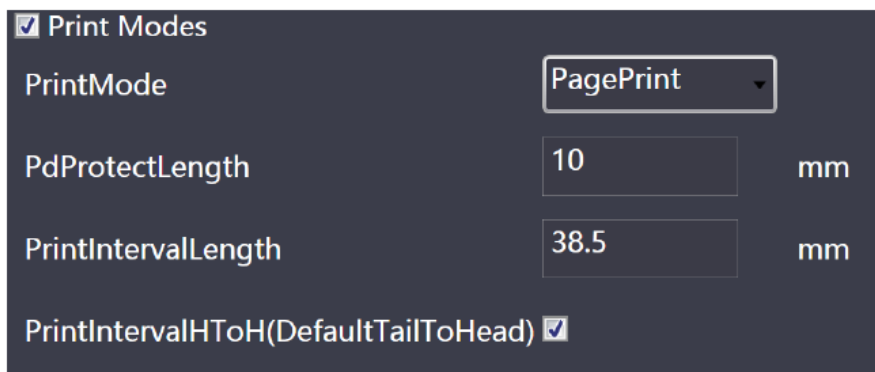 Print Modes
PrintMode PagePrint
PdProtectLength 10 mm
PrintIntervalLength 38.5 mm
PrintIntervalHToH(DefaultTailToHead)